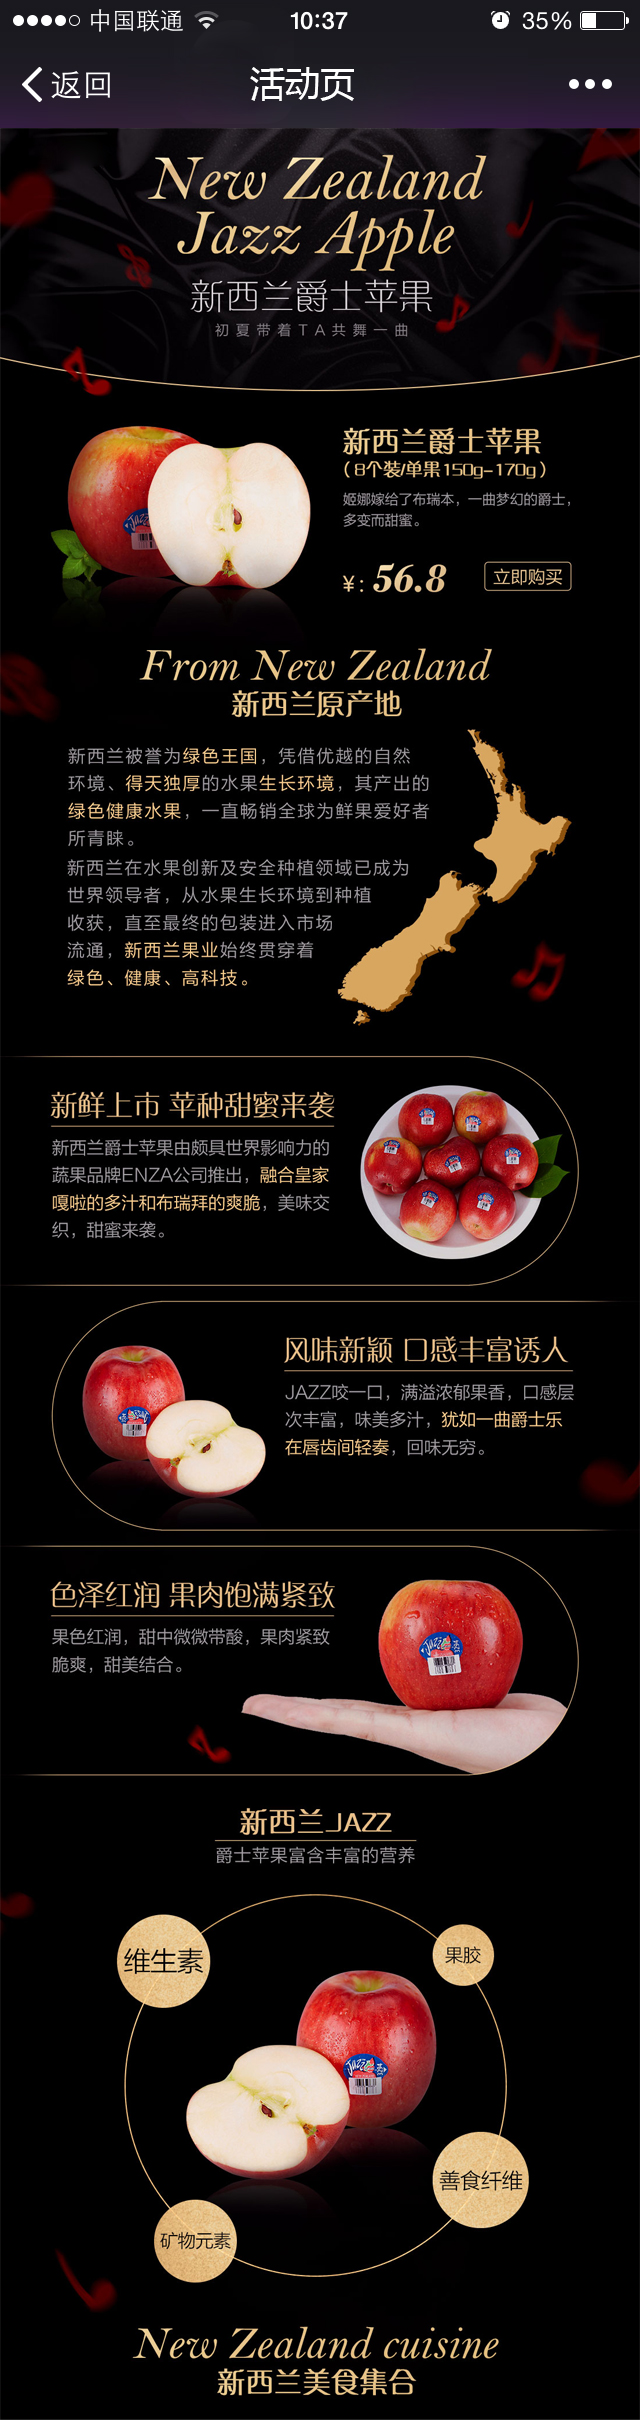 中国联通
10:37
35%
返回
活动页
New Zealand
Jazz Apple
新西兰爵士苹果
初夏带着TA共舞一曲
新西兰爵士苹果
(8个装/单果150g-170g)
姬娜嫁给了布瑞本，一曲梦幻的爵士，
多变而甜蜜。
¥: 56.8
立即购买
From New Zealand
新西兰原产地
新西兰被誉为绿色王国，凭借优越的自然
环境、得天独厚的水果生长环境，其产出的
绿色健康水果，一直畅销全球为鲜果爱好者
所青睐。
新西兰在水果创新及安全种植领域已成为
世界领导者，从水果生长环境到种植
收获，直至最终的包装进入市场
流通，新西兰果业始终贯穿着
绿色、健康、高科技。
新鲜上市 苹种甜蜜来袭
新西兰爵士苹果由颇具世界影响力的
蔬果品牌ENZA公司推出，融合皇家
嘎啦的多汁和布瑞拜的爽脆，美味交
织，甜蜜来袭。
风味新颖 口感丰富诱人
JAZZ咬一口，满溢浓郁果香，口感层
次丰富，味美多汁，犹如一曲爵士乐
在唇齿间轻奏，回味无穷。
色泽红润 果肉饱满紧致
果色红润，甜中微微带酸，果肉紧致
脆爽，甜美结合。
Jazz
新西兰JAZZ
爵士苹果富含丰富的营养
维生素
果胶
Jazz
善食纤维
矿物元素
New Zealand cuisine
新西兰美食集合